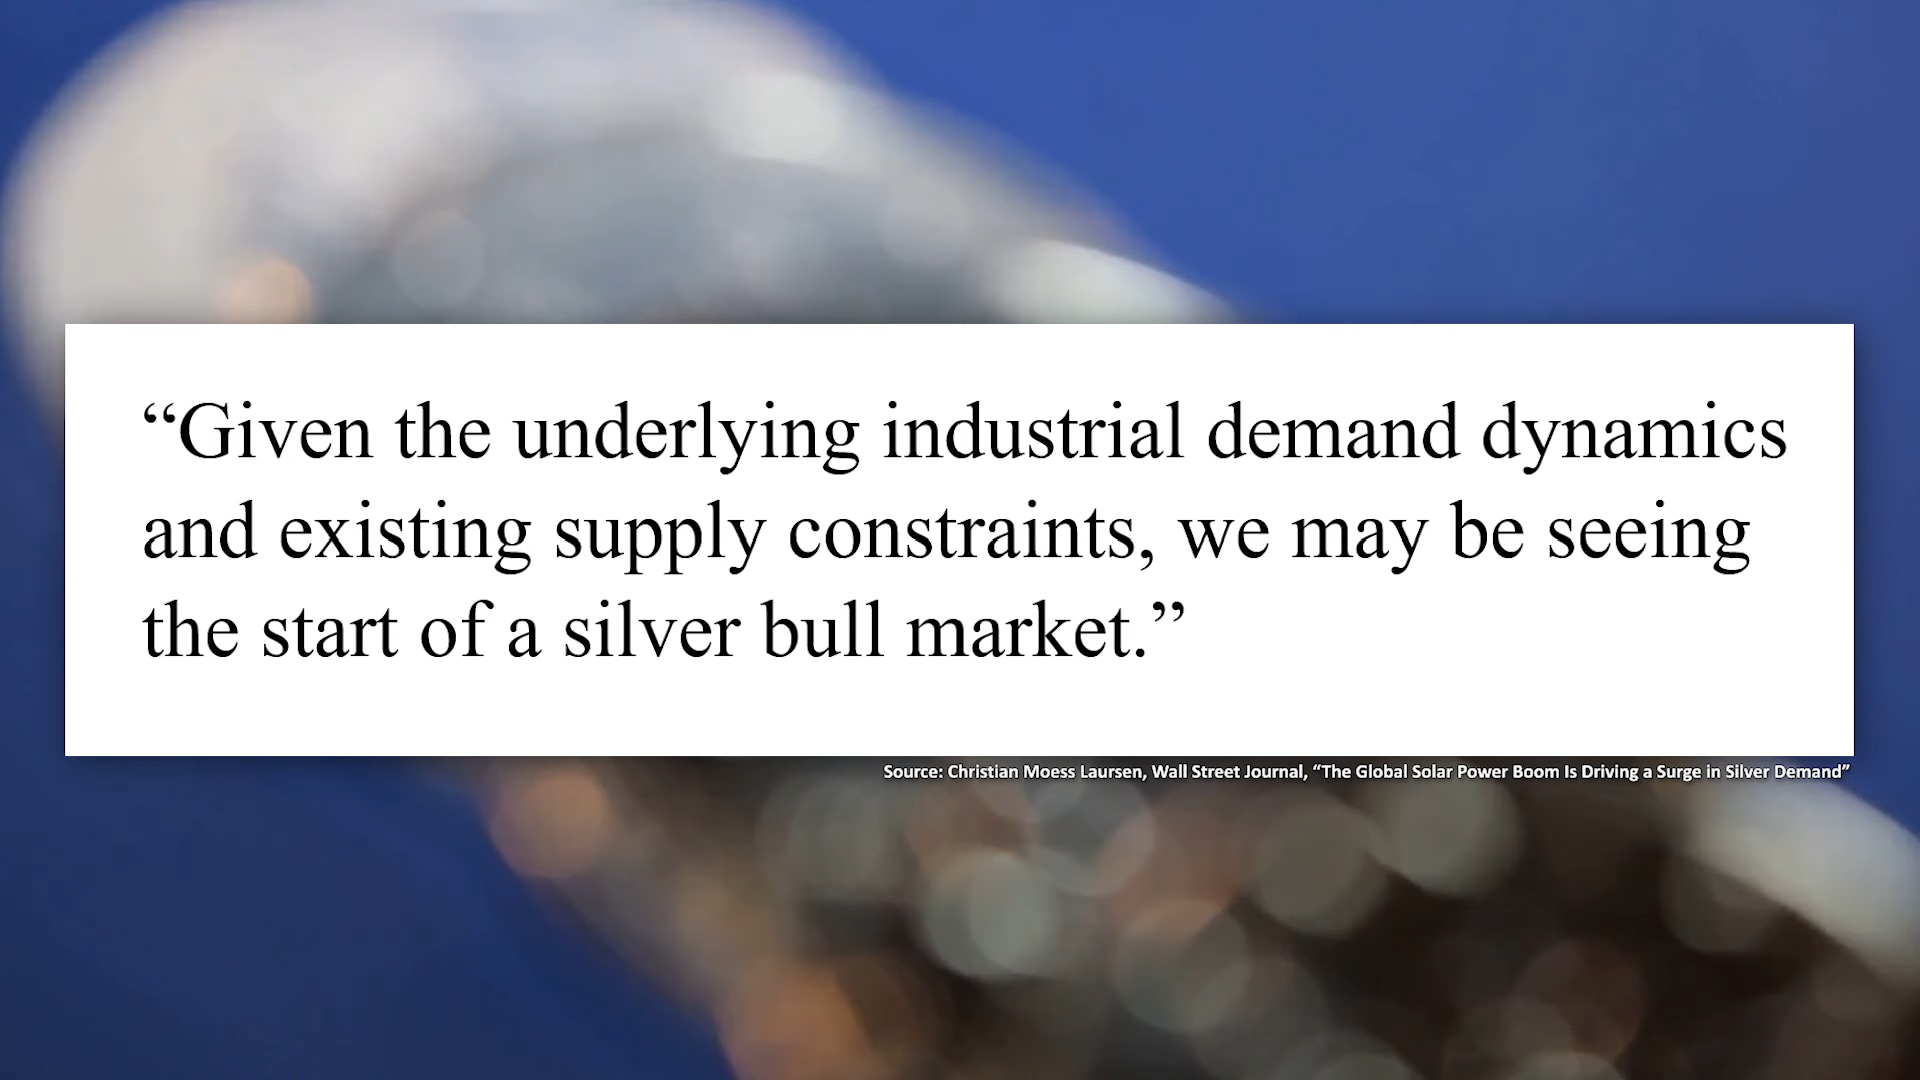 “Given the underlying industrial demand dynamics
and existing supply constraints, we may be seeing
the start of a silver bull market.”
Source: Christian Moess Laursen, Wall Street Journal, “The Global Solar Power Boom Is Driving a Surge in Silver Demand”